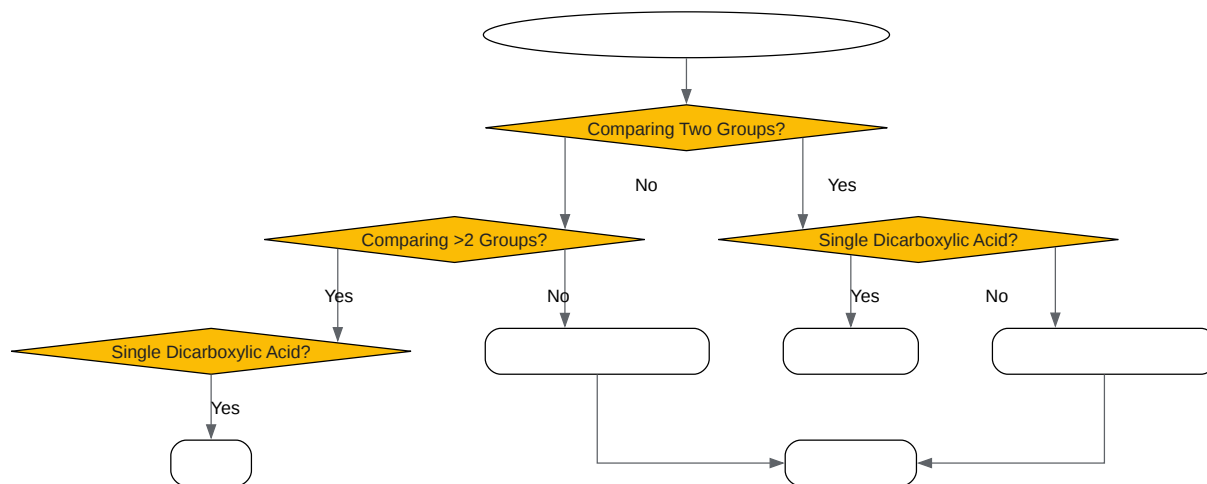 Comparing Two Groups?
No
Yes
Comparing >2 Groups?
Single Dicarboxylic Acid?
Yes
No
Yes
No
Single Dicarboxylic Acid?
Yes